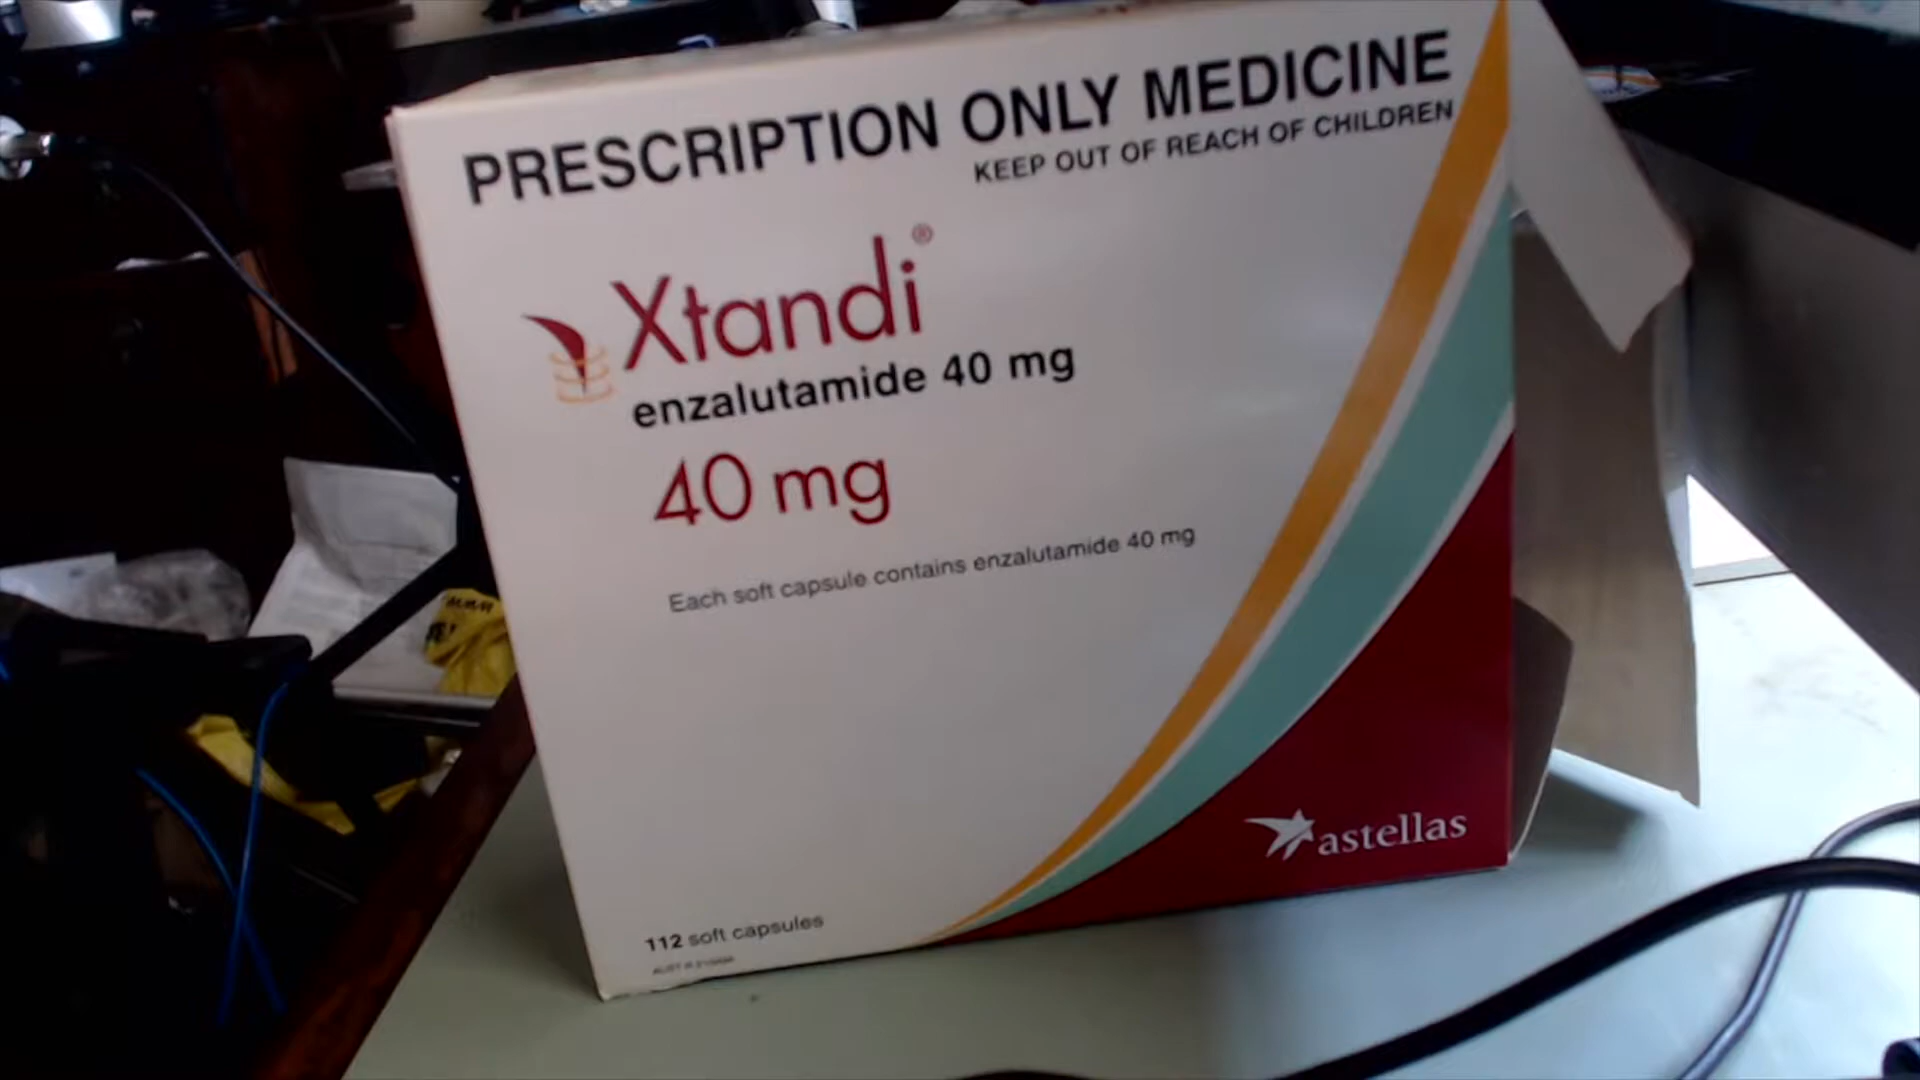 PRESCRIPTION ONLY MEDICINE
KEEP OUT OF REACH OF CHILDREN
Xtandi®
enzalutamide 40 mg
40 mg
Each soft capsule contains enzalutamide 40 mg
astellas
112 soft capsules
AUST R